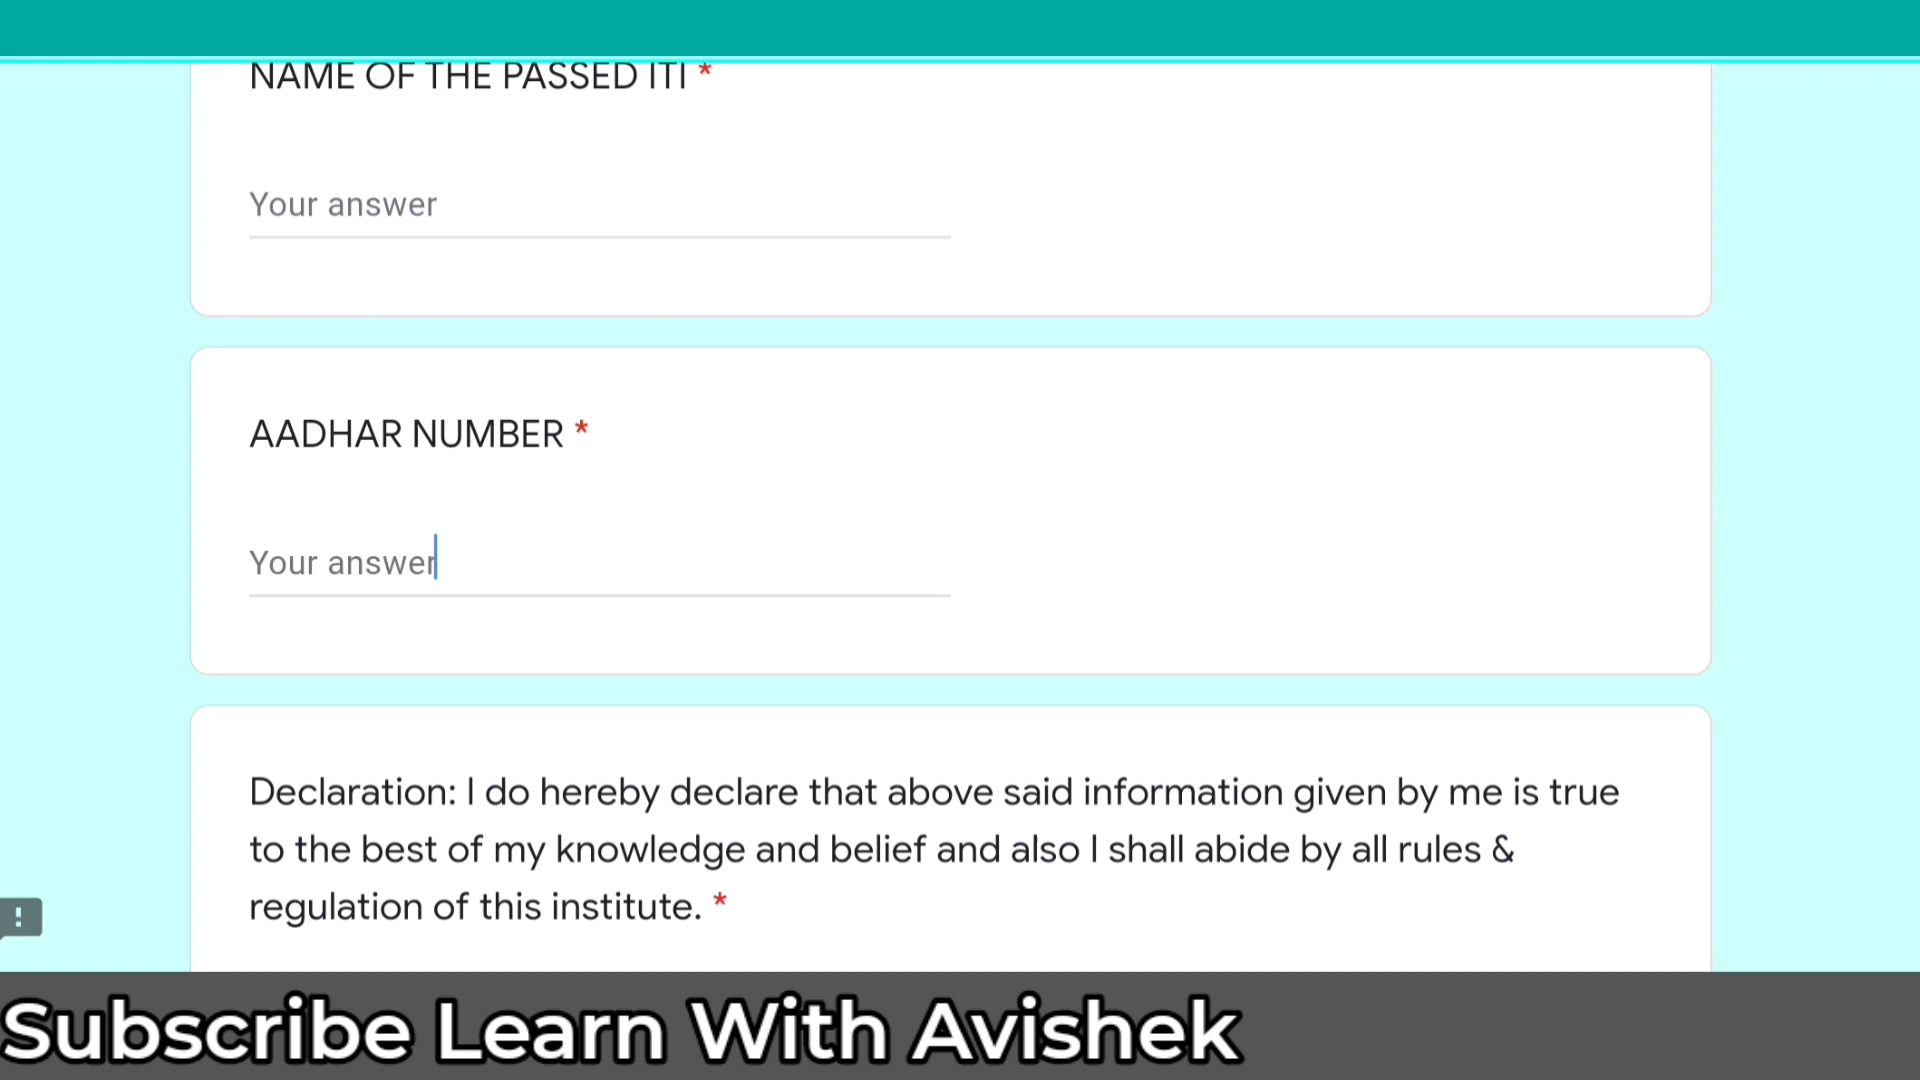 NAME OF THE PASSED ITI *
Your answer
AADHAR NUMBER *
Your answer
Declaration: I do hereby declare that above said information given by me is true
to the best of my knowledge and belief and also I shall abide by all rules &
regulation of this institute. *
Subscribe Learn With Avishek